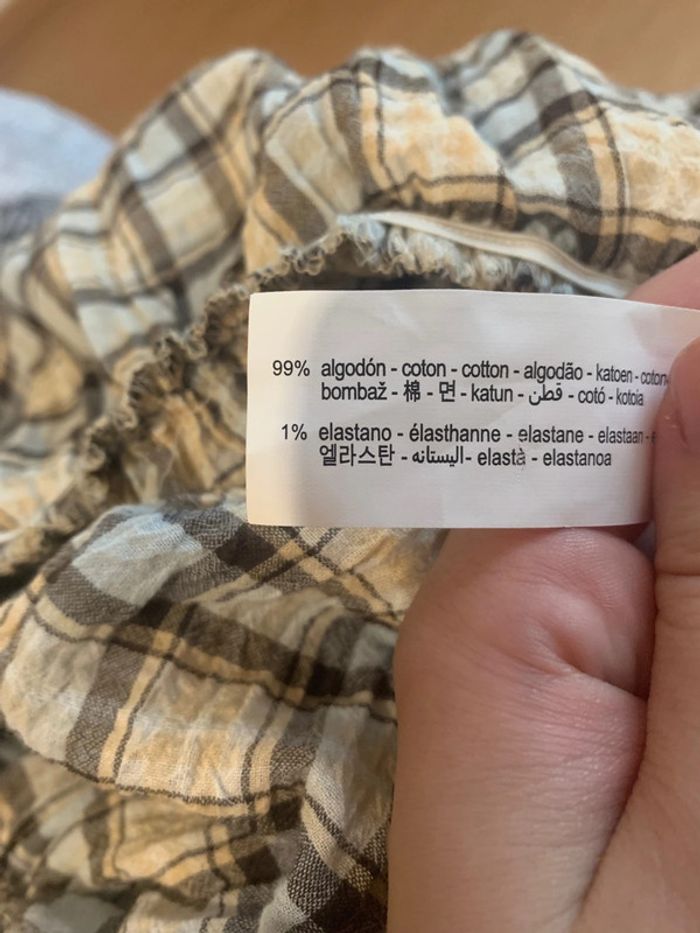 99% algodón - coton - cotton - algodão - katoen - coton
bombaž - 棉 - 면 - katun - قطن - cotó - kotoia
1% elastano - élasthanne - elastane - elastaan -
엘라스탄 - اليستانه - elastà - elastanoa